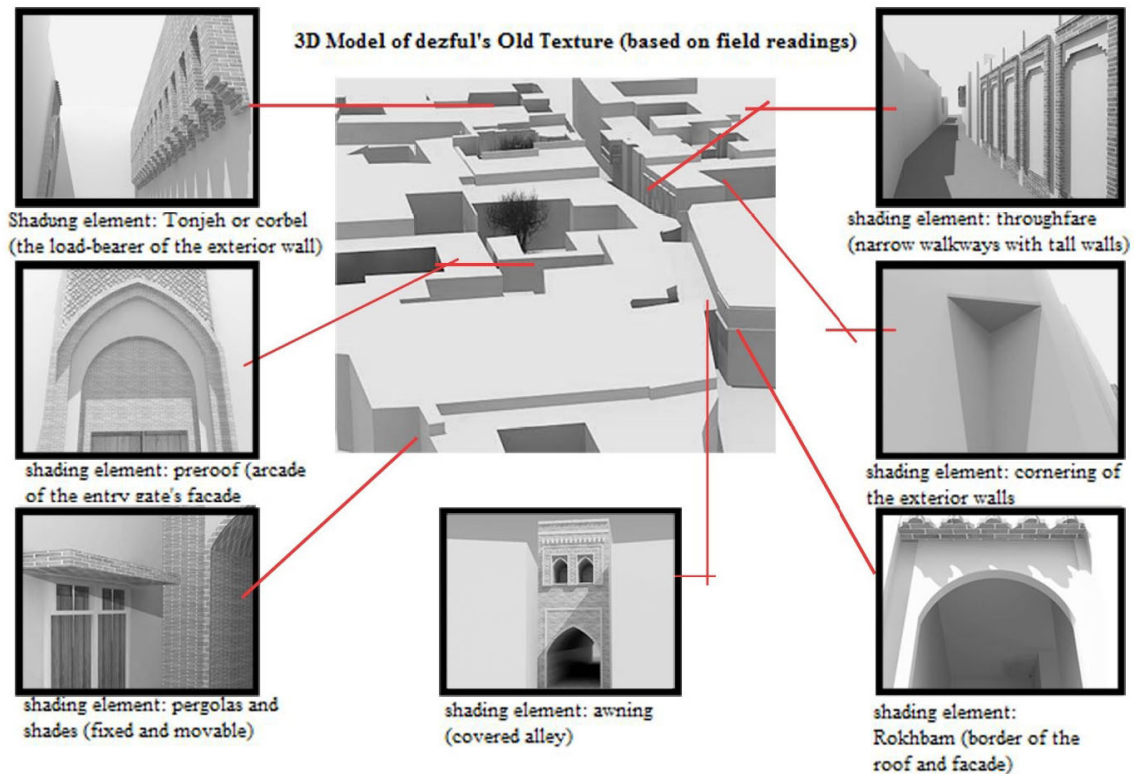 3D Model of dezful's Old Texture (based on field readings)
Shadung element: Tonjeh or corbel
(the load-bearer of the exterior wall)
shading element: throughfare
(narrow walkways with tall walls)
shading element: preroof (arcade
of the entry gate's facade
shading element: cornering of
the exterior walls
shading element: pergolas and
shades (fixed and movable)
shading element: awning
(covered alley)
shading element:
Rokhbam (border of the
roof and facade)